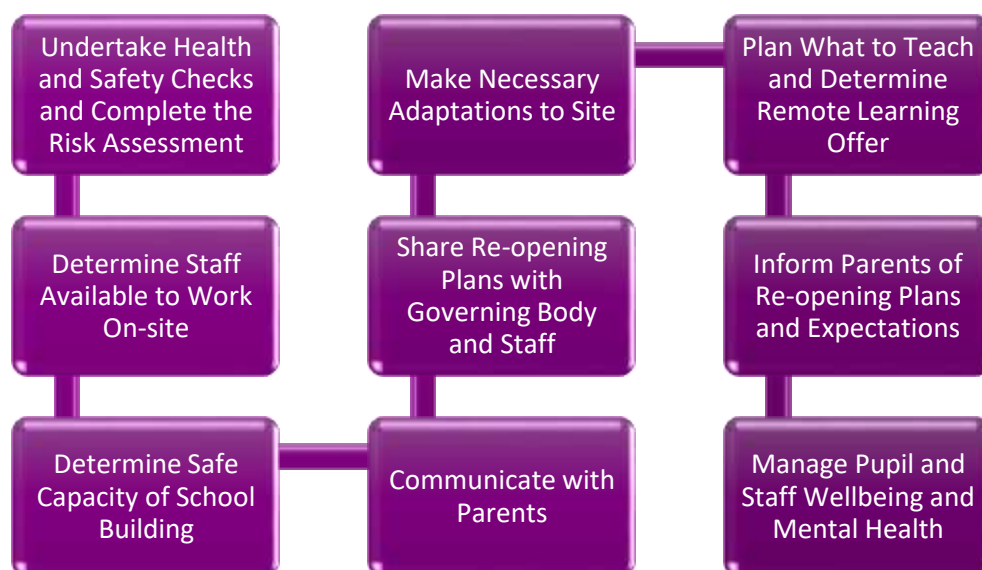 Undertake Health
and Safety Checks
and Complete the
Risk Assessment
Determine Staff
Available to Work
On-site
Determine Safe
Capacity of School
Building
Communicate with
Parents
Share Re-opening
Plans with
Governing Body
and Staff
Make Necessary
Adaptations to Site
Plan What to Teach
and Determine
Remote Learning
Offer
Inform Parents of
Re-opening Plans
and Expectations
Manage Pupil and
Staff Wellbeing and
Mental Health